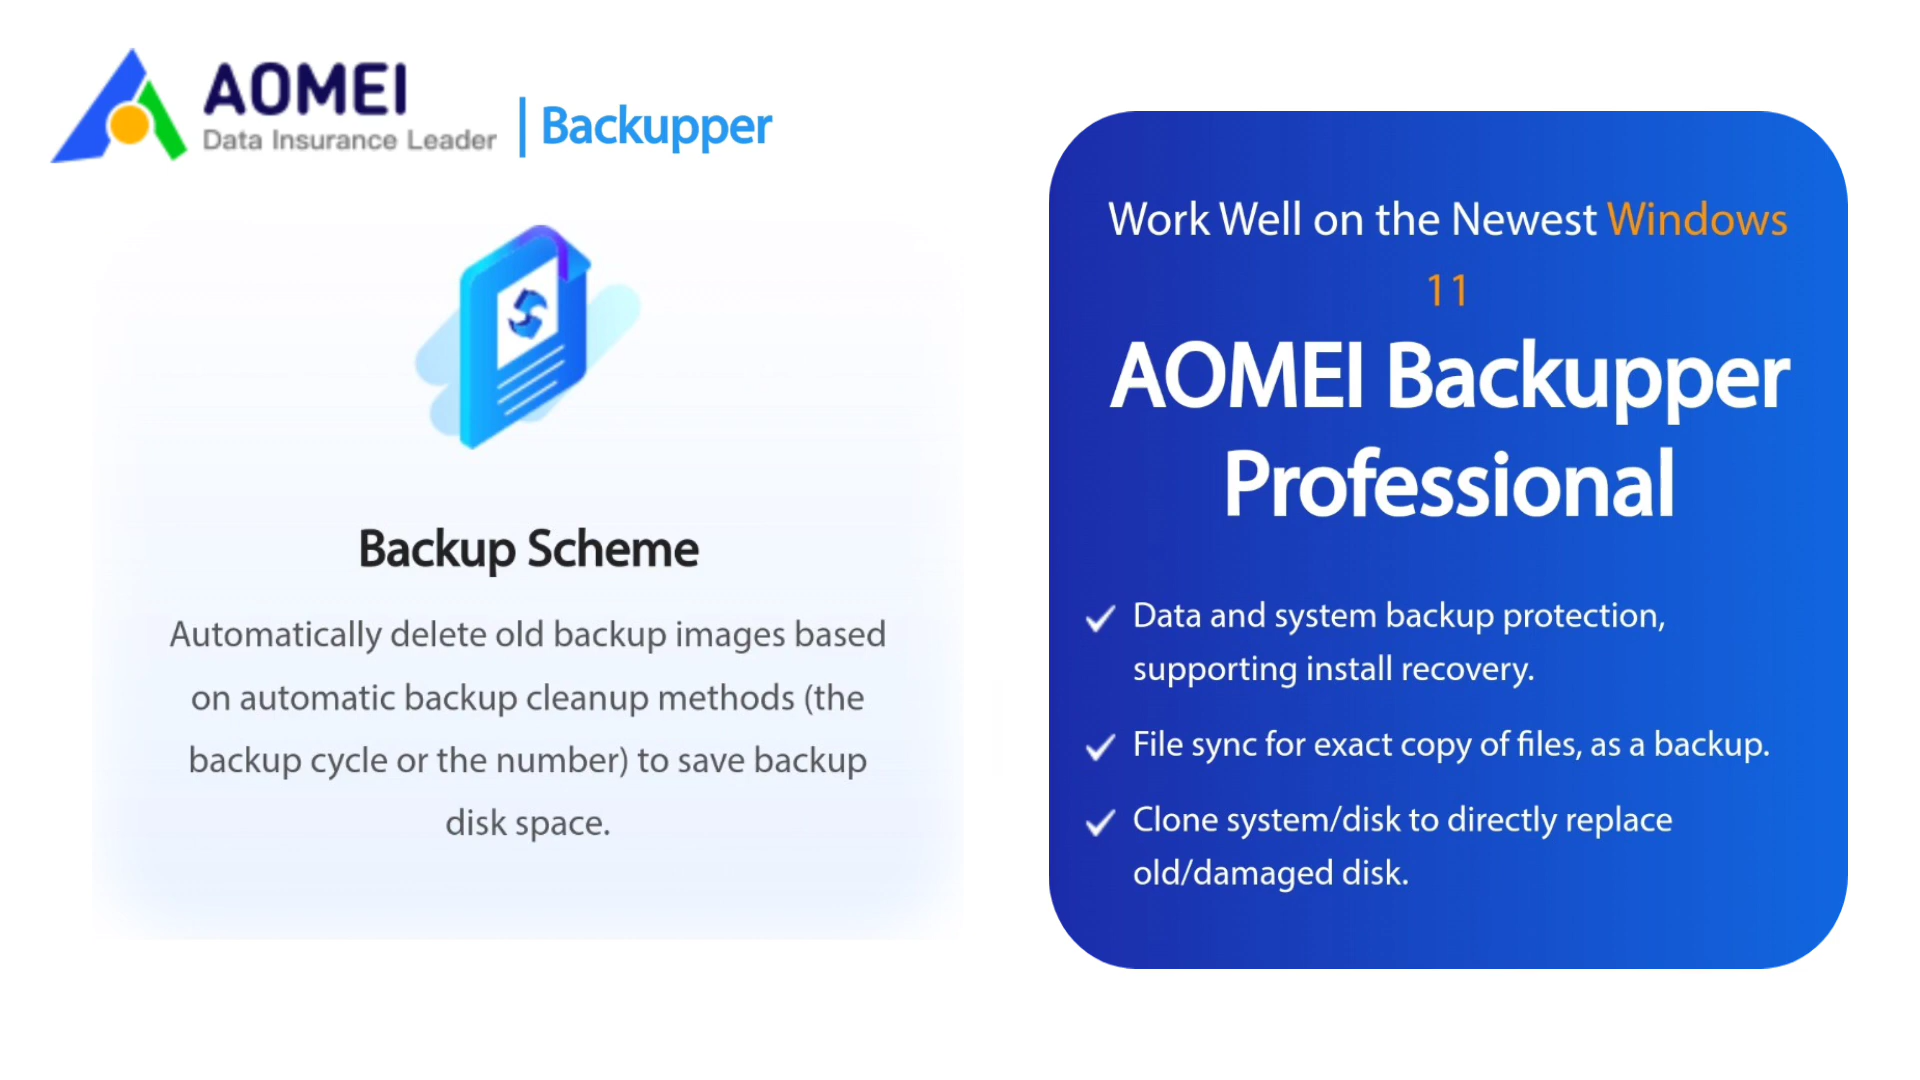 AOMEI
Data Insurance Leader
| Backupper
Backup Scheme
Automatically delete old backup images based
on automatic backup cleanup methods (the
backup cycle or the number) to save backup
disk space.
Work Well on the Newest Windows
11
AOMEI Backupper
Professional
Data and system backup protection,
supporting install recovery.
File sync for exact copy of files, as a backup.
Clone system/disk to directly replace
old/damaged disk.